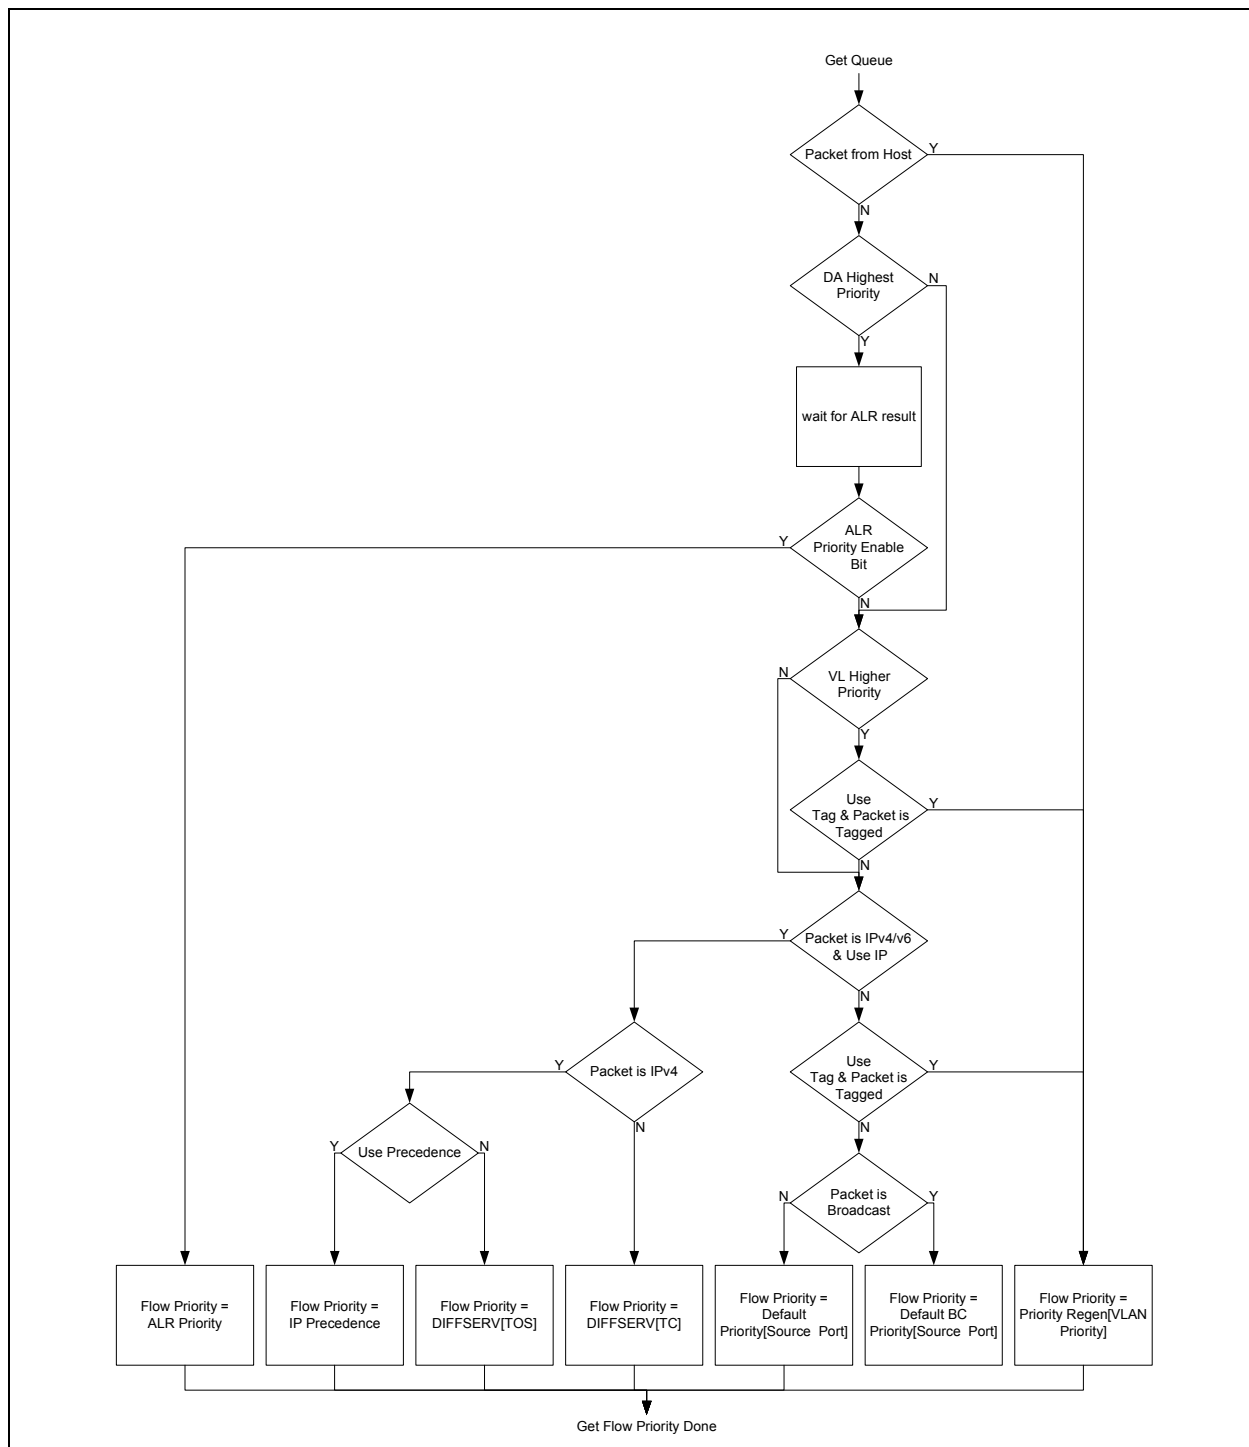 Get Queue
Packet from Host
Y
N
DA Highest
Priority
N
Y
wait for ALR result
ALR
Priority Enable
Bit
Y
N
VL Higher
Priority
N
Y
Use
Tag & Packet is
Tagged
Y
N
Packet is IPv4/v6
& Use IP
Y
N
Packet is IPv4
Y
N
Use
Tag & Packet is
Tagged
Y
N
Use Precedence
Y
N
Packet is
Broadcast
N
Y
Flow Priority =
ALR Priority
Flow Priority =
IP Precedence
Flow Priority =
DIFFSERV[TOS]
Flow Priority =
DIFFSERV[TC]
Flow Priority =
Default
Priority[Source Port]
Flow Priority =
Default BC
Priority[Source Port]
Flow Priority =
Priority Regen[VLAN
Priority]
Get Flow Priority Done